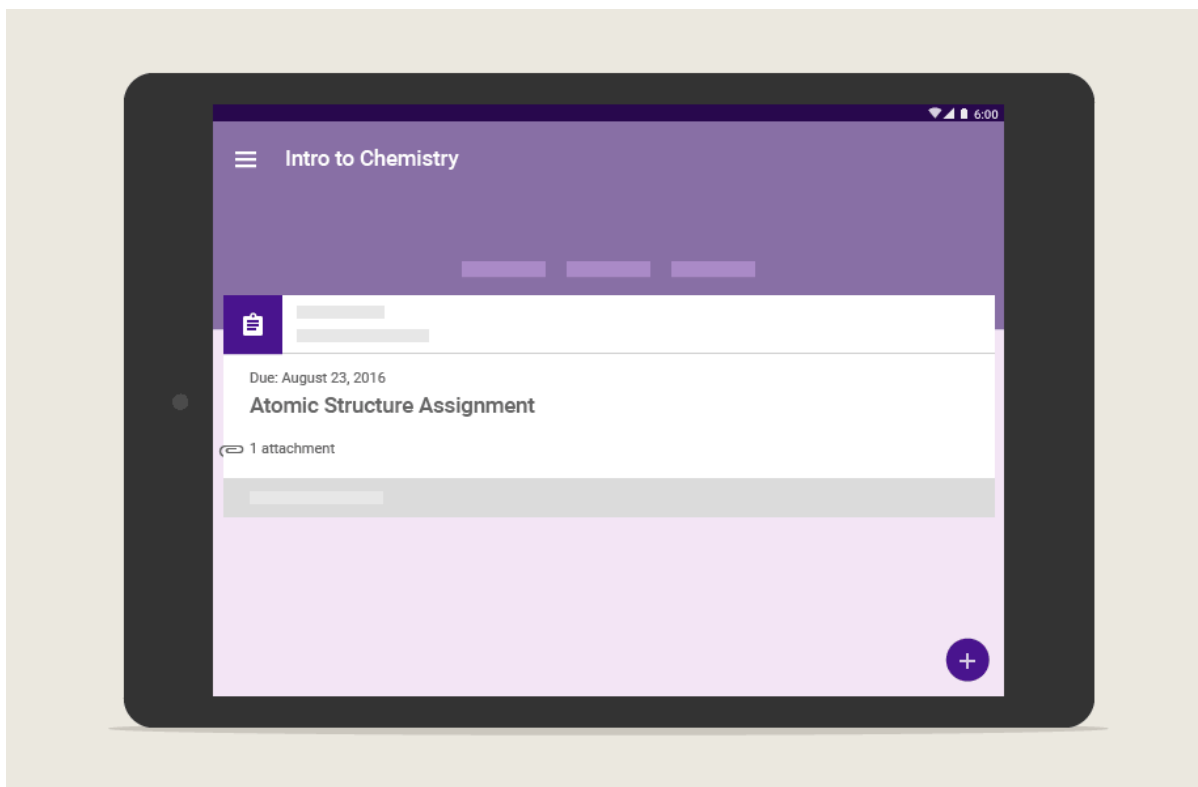 6:00
Intro to Chemistry
Due: August 23, 2016
Atomic Structure Assignment
1 attachment